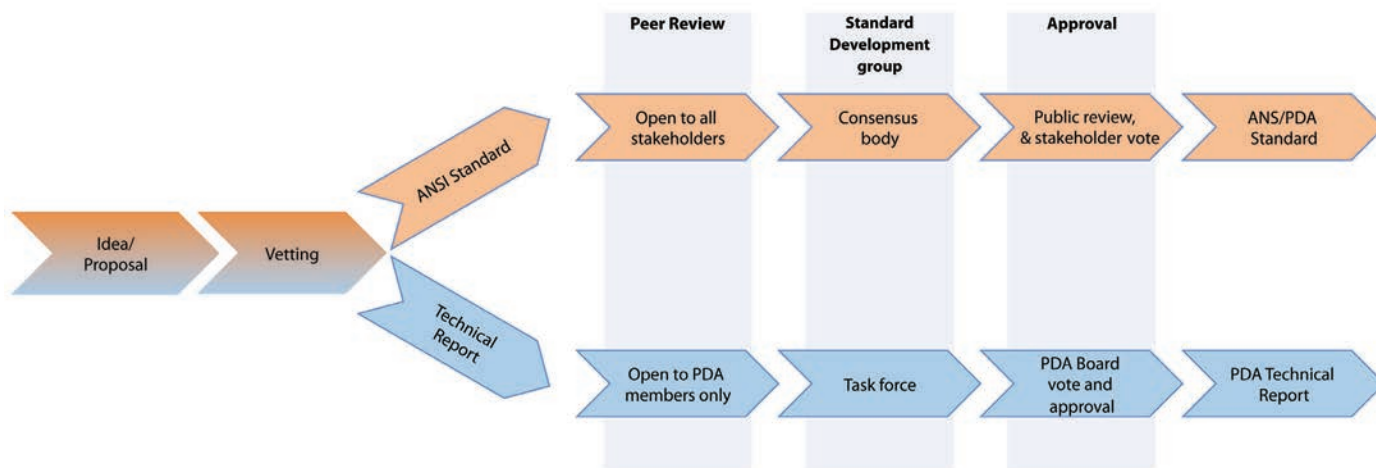 Peer Review
Standard
Development
group
Approval
Open to all
stakeholders
Consensus
body
Public review,
& stakeholder vote
ANS/PDA
Standard
ANSI Standard
Idea/
Proposal
Vetting
Technical
Report
Open to PDA
members only
Task force
PDA Board
vote and
approval
PDA Technical
Report